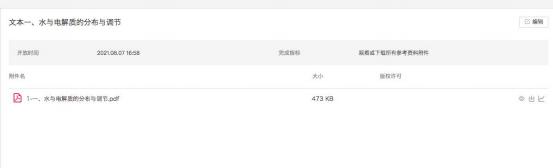 文本一、水与电解质的分布与调节
编辑
开放时间 2021.08.07 16:58 完成指标 观看或下载所有参考资料附件
附件名 大小 版权许可
1-一、水与电解质的分布与调节.pdf 473 KB